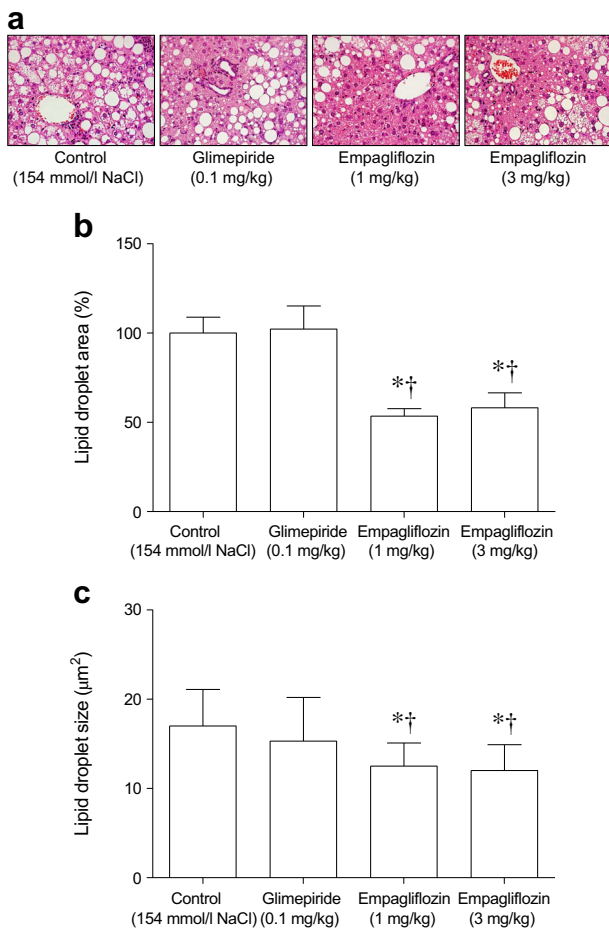 a
Control
(154 mmol/l NaCl)
Glimepiride
(0.1 mg/kg)
Empagliflozin
(1 mg/kg)
Empagliflozin
(3 mg/kg)
b
Lipid droplet area (%)
150
100
50
0
*†
*†
Control
(154 mmol/l NaCl)
Glimepiride
(0.1 mg/kg)
Empagliflozin
(1 mg/kg)
Empagliflozin
(3 mg/kg)
c
Lipid droplet size (μm²)
30
20
10
0
*†
*†
Control
(154 mmol/l NaCl)
Glimepiride
(0.1 mg/kg)
Empagliflozin
(1 mg/kg)
Empagliflozin
(3 mg/kg)